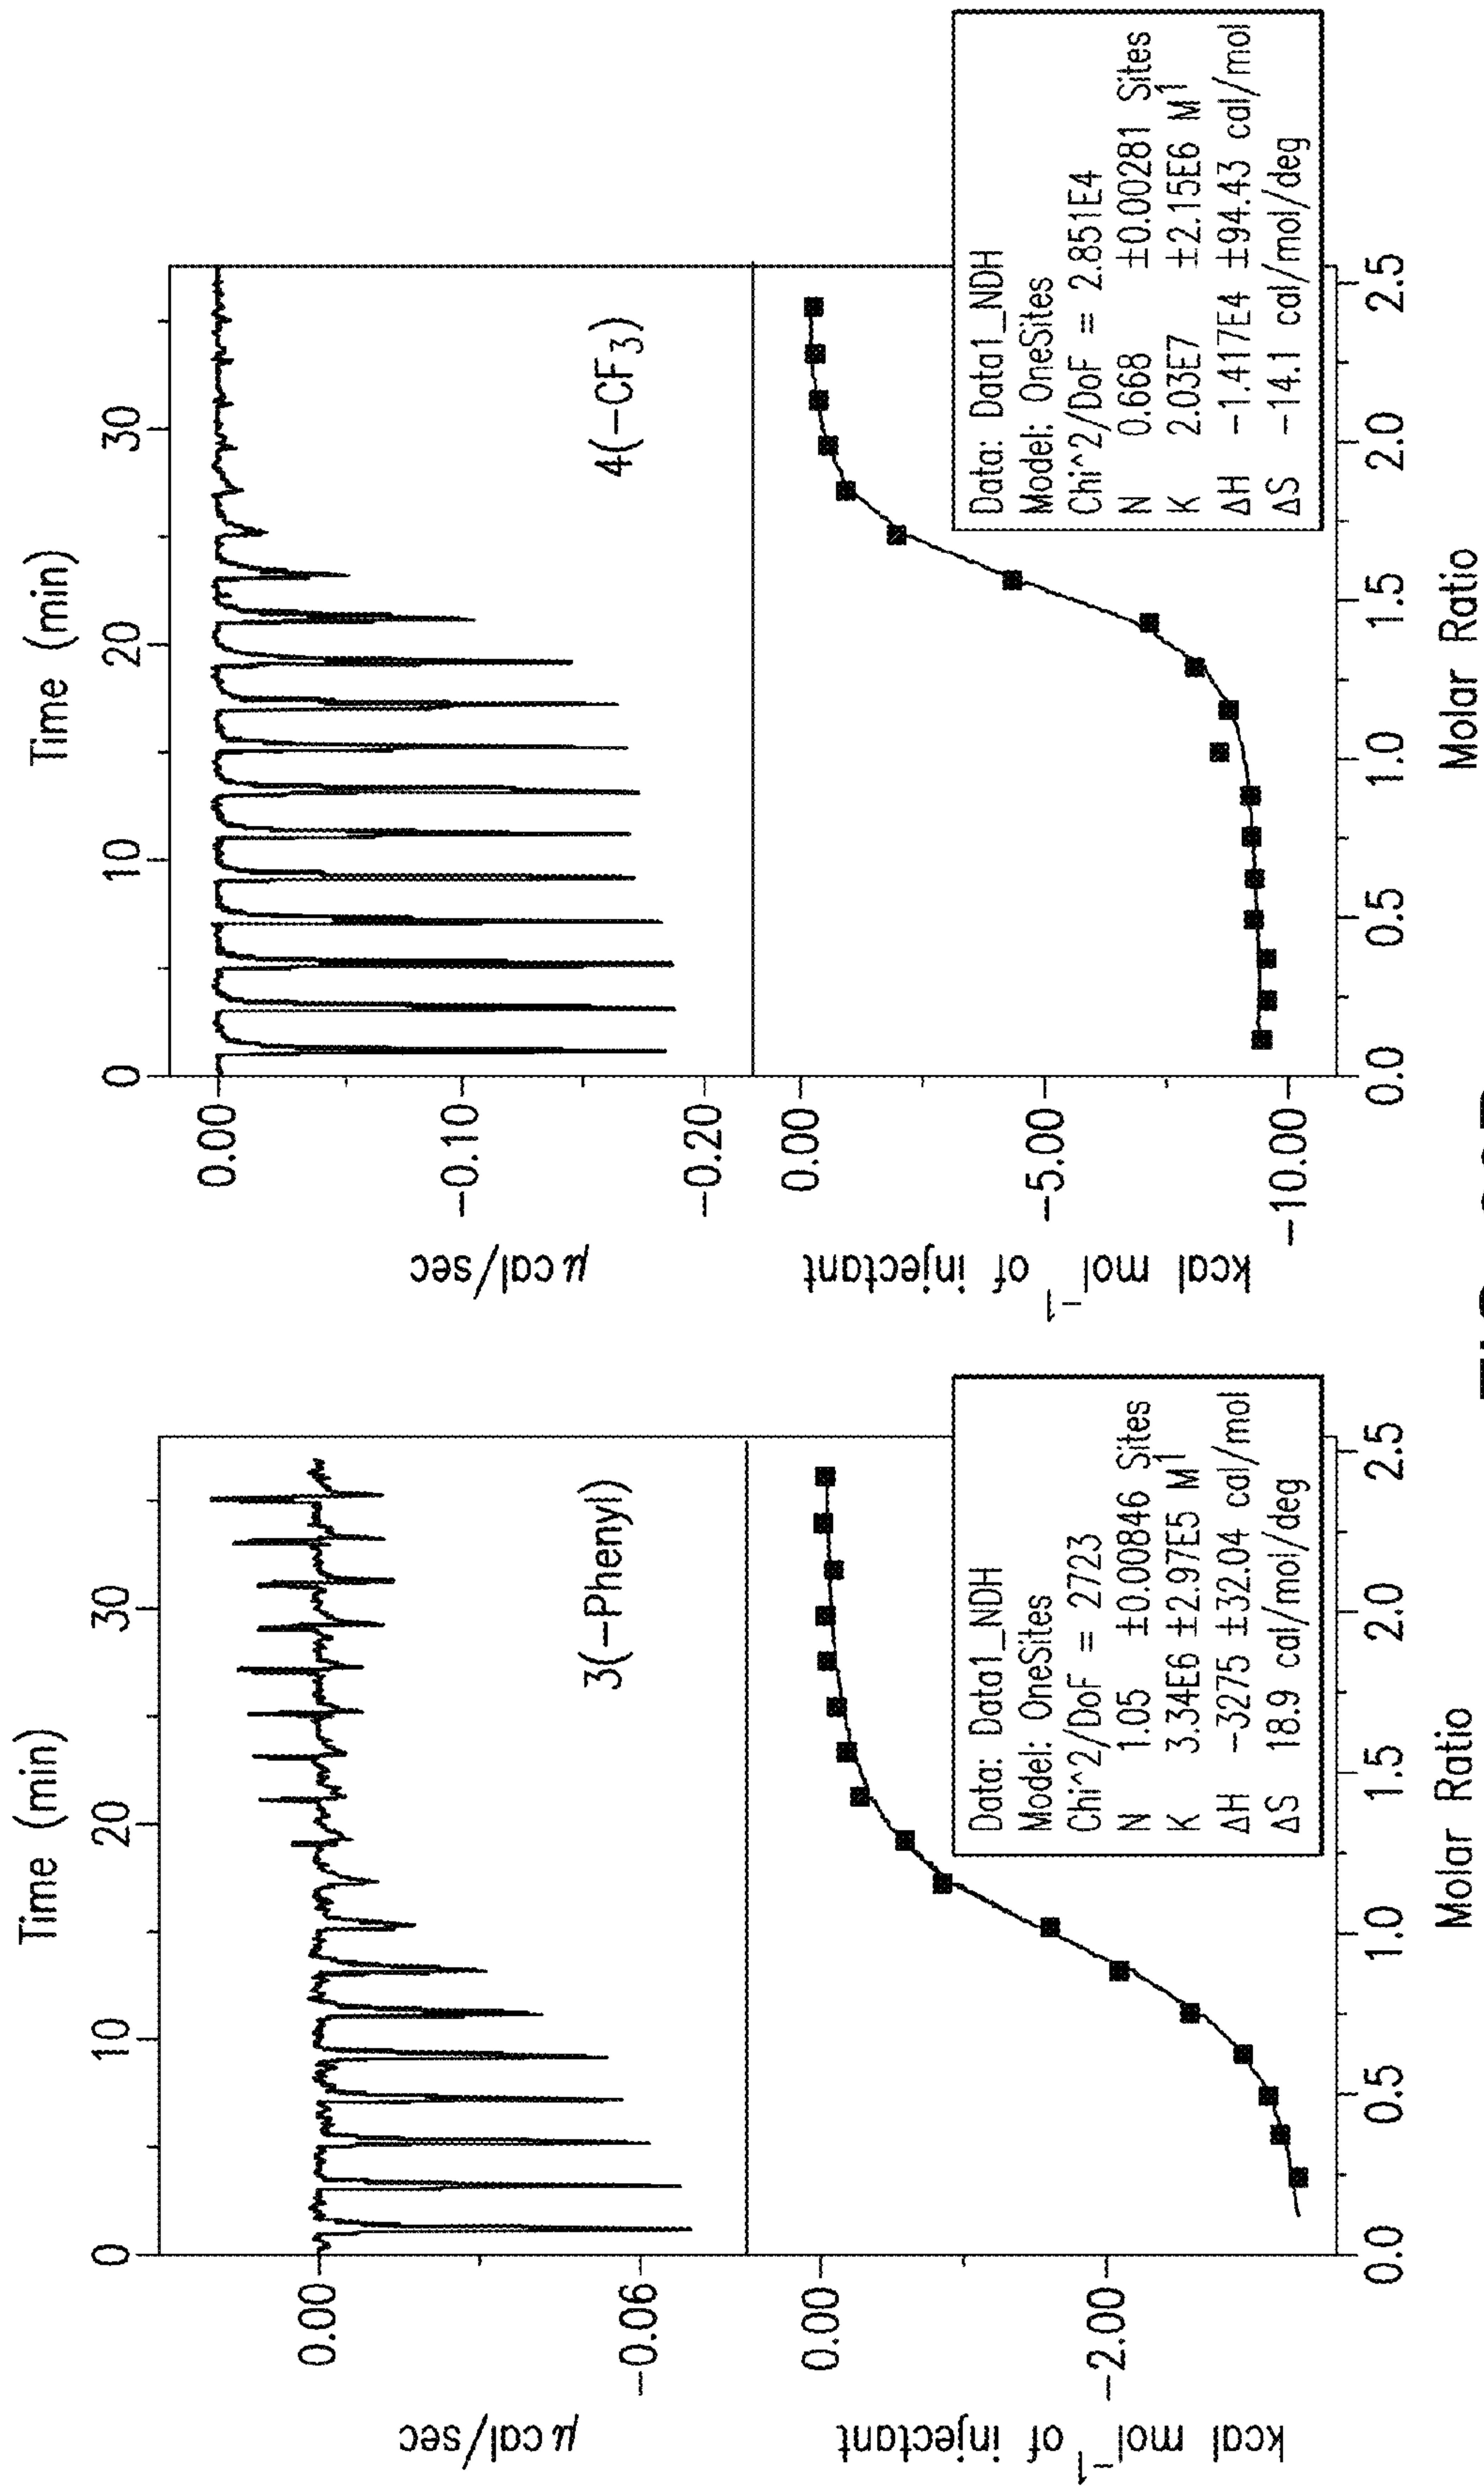 Time (min)
0
10
20
30
0.00
-0.06
μcal/sec
3(-Phenyl)
0.00
-2.00
kcal mol-1 of injectant
Data: Data1_NDH
Model: OneSites
Chi^2/DoF = 2723
N 1.05 ±0.00846 Sites
K 3.34E6 ±2.97E5 M1
ΔH -3275 ±32.04 cal/mol
ΔS 18.9 cal/mol/deg
0.0
0.5
1.0
1.5
2.0
2.5
Molar Ratio
Time (min)
0
10
20
30
0.00
-0.10
-0.20
μcal/sec
4(-CF3)
0.00
-5.00
-10.00
kcal mol-1 of injectant
Data: Data1_NDH
Model: OneSites
Chi^2/DoF = 2.851E4
N 0.668 ±0.00281 Sites
K 2.03E7 ±2.15E6 M1
ΔH -1.417E4 ±94.43 cal/mol
ΔS -14.1 cal/mol/deg
0.0
0.5
1.0
1.5
2.0
2.5
Molar Ratio